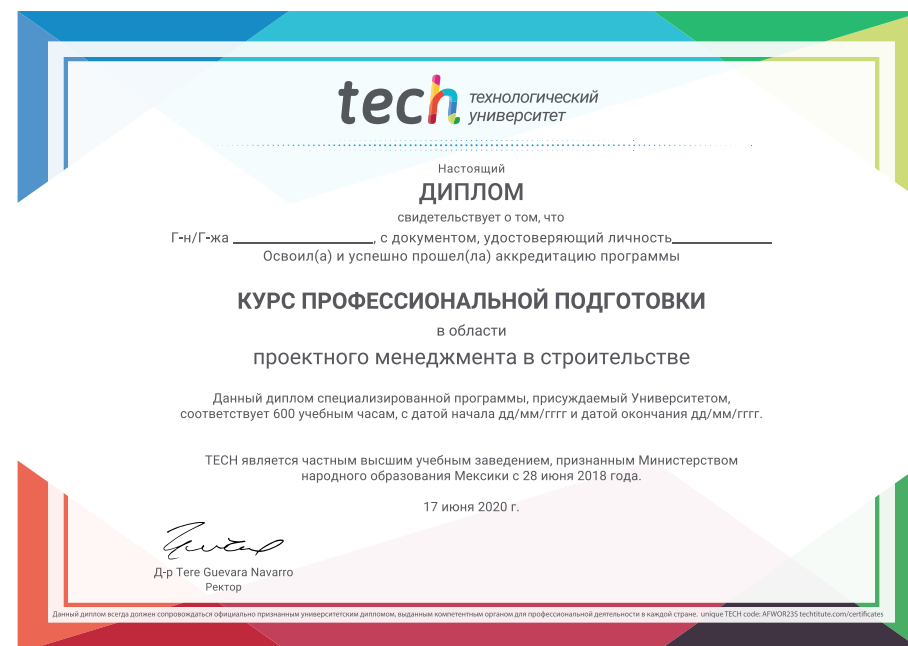 tech технологический
университет
Настоящий
ДИПЛОМ
свидетельствует о том, что
Г-н/Г-жа ____________, с документом, удостоверяющий личность____________
Освоил(а) и успешно прошел(ла) аккредитацию программы
КУРС ПРОФЕССИОНАЛЬНОЙ ПОДГОТОВКИ
в области
проектного менеджмента в строительстве
Данный диплом специализированной программы, присуждаемый Университетом,
соответствует 600 учебным часам, с датой начала дд/мм/гггг и датой окончания дд/мм/гггг.
TECH является частным высшим учебным заведением, признанным Министерством
народного образования Мексики с 28 июня 2018 года.
17 июня 2020 г.
Д-р Tere Guevara Navarro
Ректор
Данный диплом всегда должен сопровождаться официально признанным университетским дипломом, выданным компетентным органом для профессиональной деятельности в каждой стране. unique TECH code: AFWOR23S techtitute.com/certificates